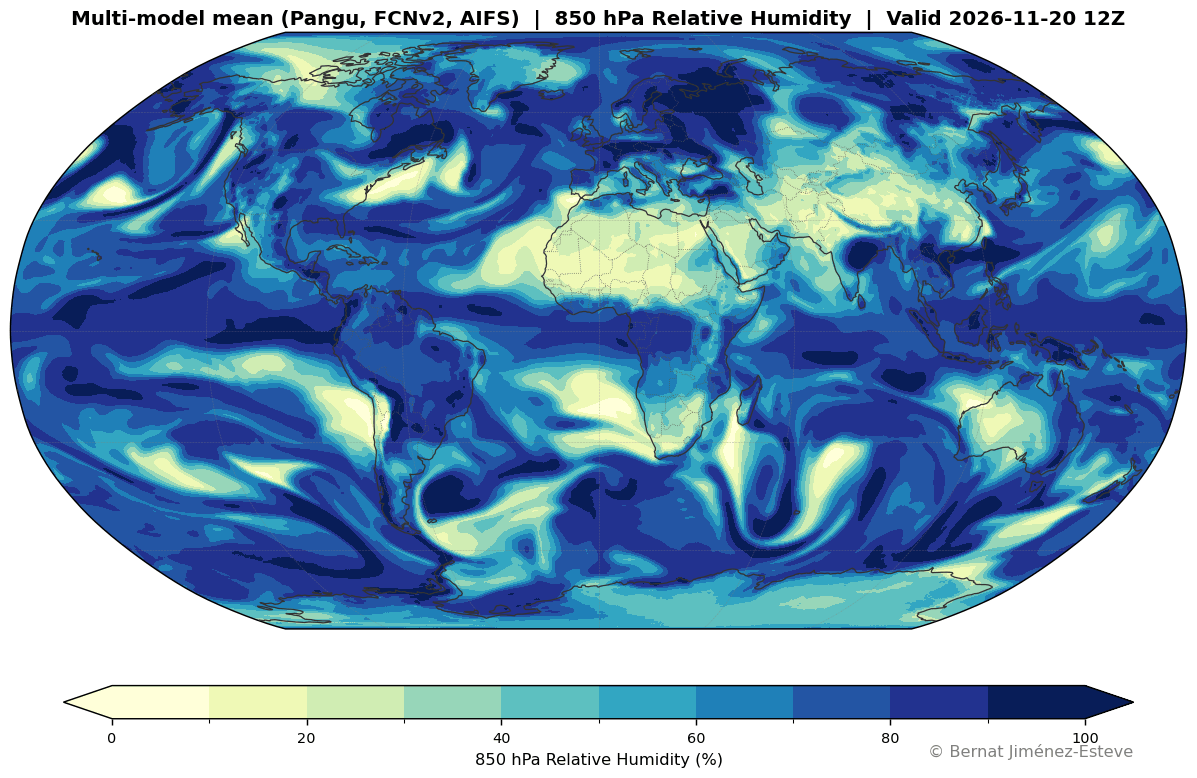 Multi-model mean (Pangu, FCNv2, AIFS)  |  850 hPa Relative Humidity  |  Valid 2026-11-20 12Z
0 20 40 60 80 100
850 hPa Relative Humidity (%)
© Bernat Jiménez-Esteve